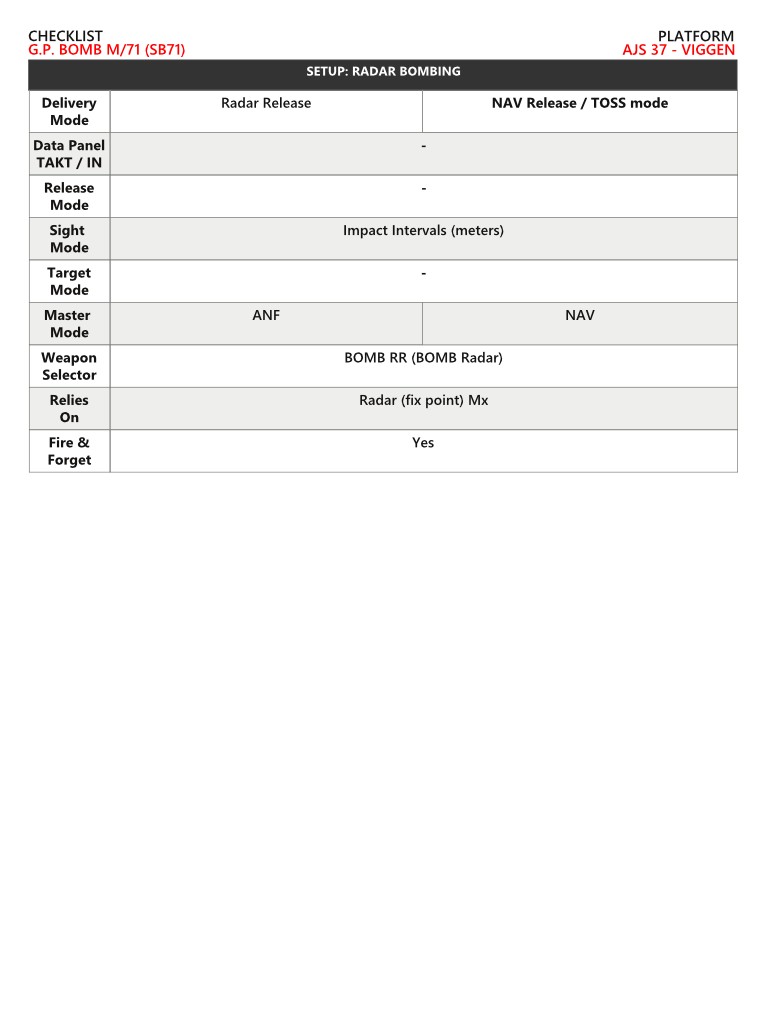 CHECKLIST PLATFORM
G.P. BOMB M/71 (SB71) AJS 37 - VIGGEN
SETUP: RADAR BOMBING
Delivery Mode Radar Release NAV Release / TOSS mode
Data Panel TAKT / IN -
Release Mode -
Sight Mode Impact Intervals (meters)
Target Mode -
Master Mode ANF NAV
Weapon Selector BOMB RR (BOMB Radar)
Relies On Radar (fix point) Mx
Fire & Forget Yes